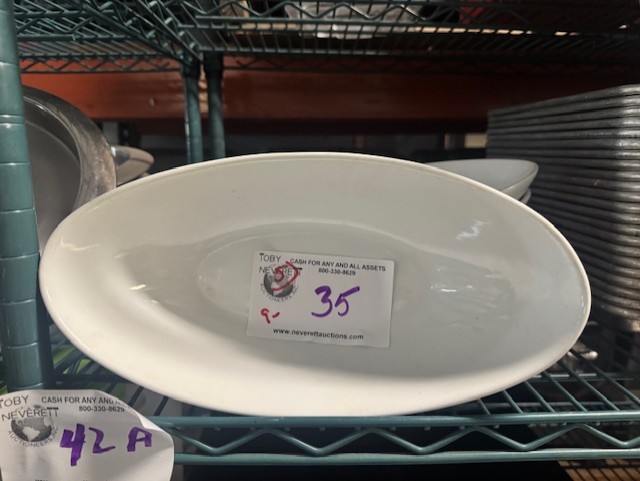 TOBY
NEVERETT
AUCTIONEERS
CASH FOR ANY AND ALL ASSETS
800-330-8629
35
9-
www.neverettauctions.com
TOBY
NEVERETT
CASH FOR ANY AND
800-330-8629
42A